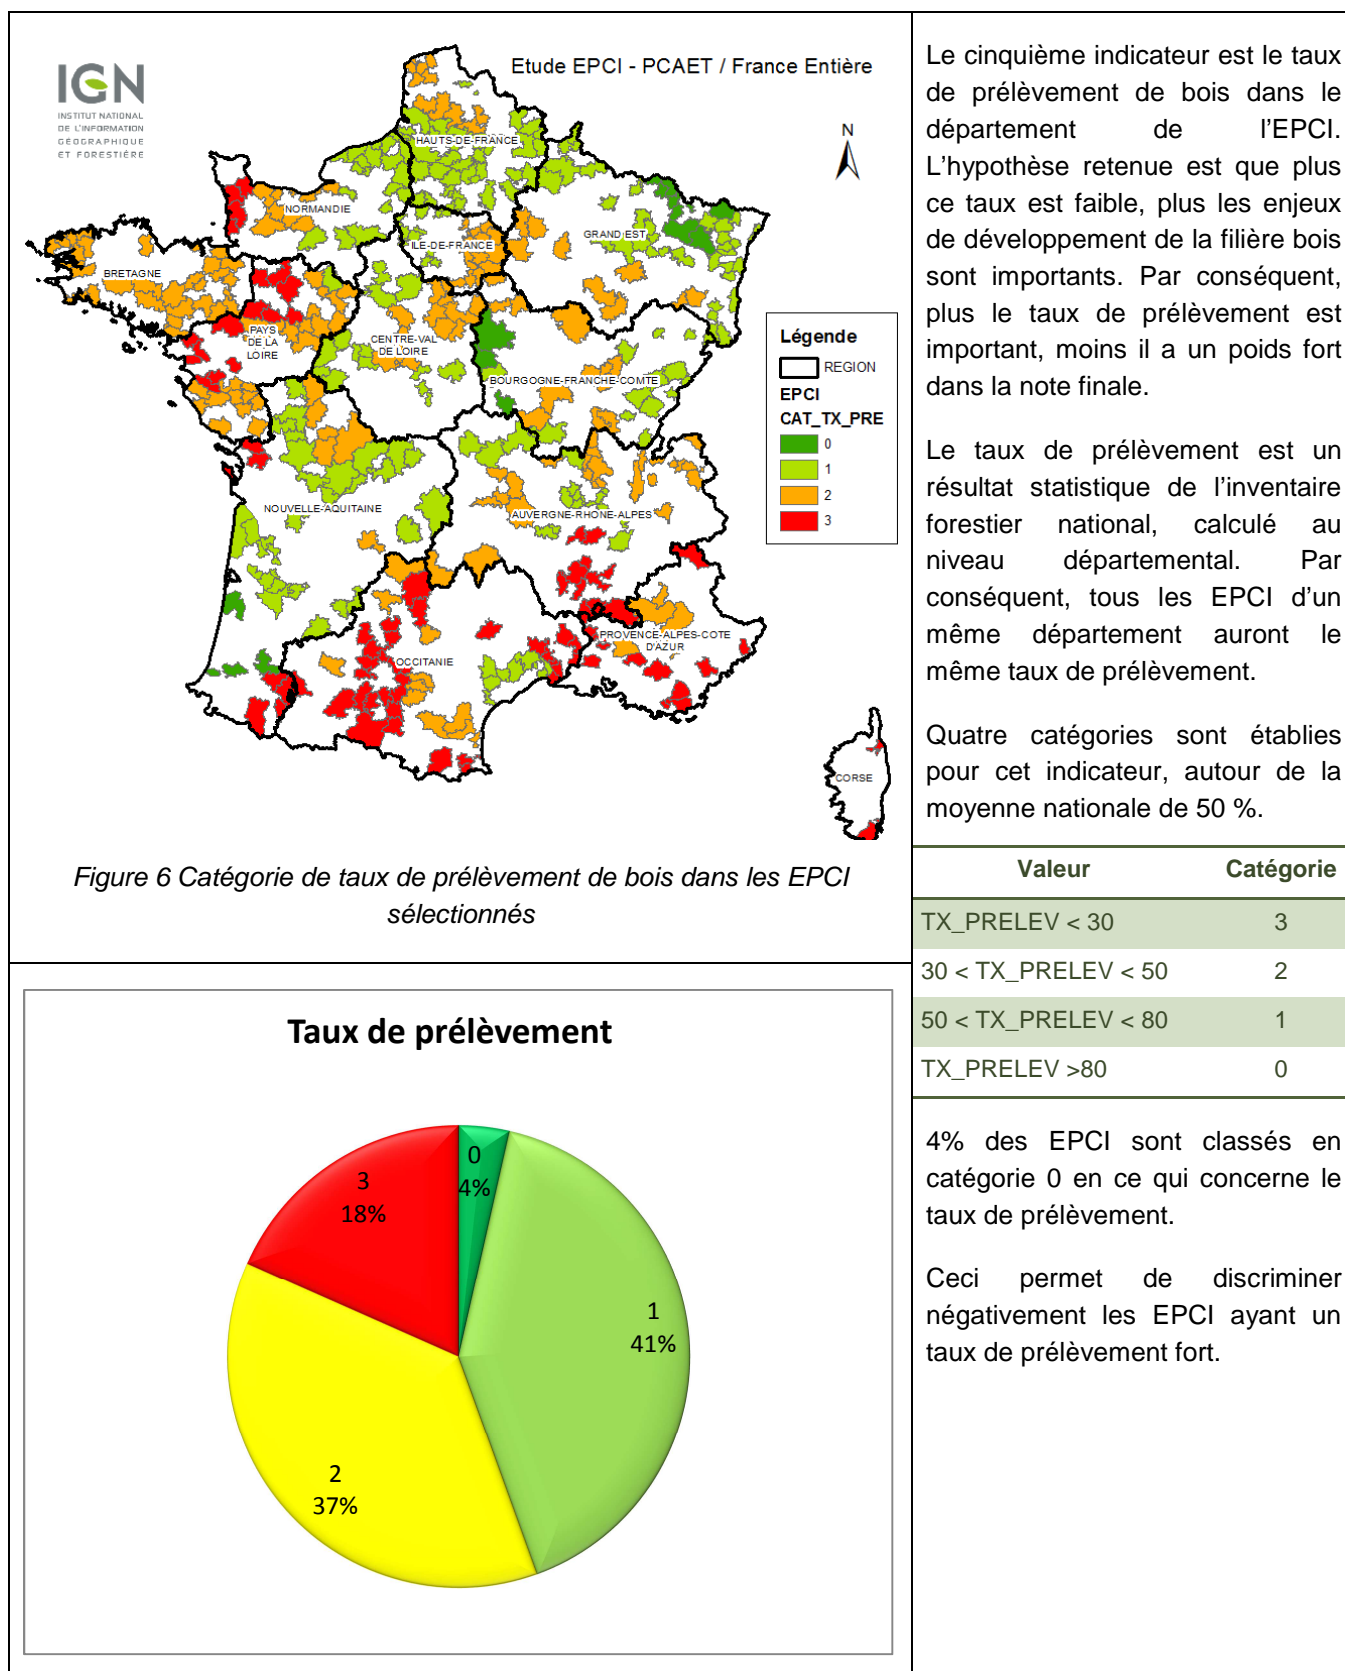 IGN
INSTITUT NATIONAL
DE L'INFORMATION
GÉOGRAPHIQUE
ET FORESTIÈRE
Etude EPCI - PCAET / France Entière
N
HAUTS-DE-FRANCE
NORMANDIE
ILE-DE-FRANCE
GRAND EST
BRETAGNE
PAYS
DE LA
LOIRE
CENTRE-VAL
DE LOIRE
BOURGOGNE-FRANCHE-COMTE
NOUVELLE-AQUITAINE
AUVERGNE-RHONE-ALPES
OCCITANIE
PROVENCE-ALPES-COTE
D'AZUR
CORSE
Légende
REGION
EPCI
CAT_TX_PRE
0
1
2
3
Figure 6 Catégorie de taux de prélèvement de bois dans les EPCI
sélectionnés
Taux de prélèvement
0
4%
1
41%
2
37%
3
18%
Le cinquième indicateur est le taux
de prélèvement de bois dans le
département de l'EPCI.
L'hypothèse retenue est que plus
ce taux est faible, plus les enjeux
de développement de la filière bois
sont importants. Par conséquent,
plus le taux de prélèvement est
important, moins il a un poids fort
dans la note finale.
Le taux de prélèvement est un
résultat statistique de l'inventaire
forestier national, calculé au
niveau départemental. Par
conséquent, tous les EPCI d'un
même département auront le
même taux de prélèvement.
Quatre catégories sont établies
pour cet indicateur, autour de la
moyenne nationale de 50 %.
Valeur Catégorie
TX_PRELEV < 30 3
30 < TX_PRELEV < 50 2
50 < TX_PRELEV < 80 1
TX_PRELEV >80 0
4% des EPCI sont classés en
catégorie 0 en ce qui concerne le
taux de prélèvement.
Ceci permet de discriminer
négativement les EPCI ayant un
taux de prélèvement fort.